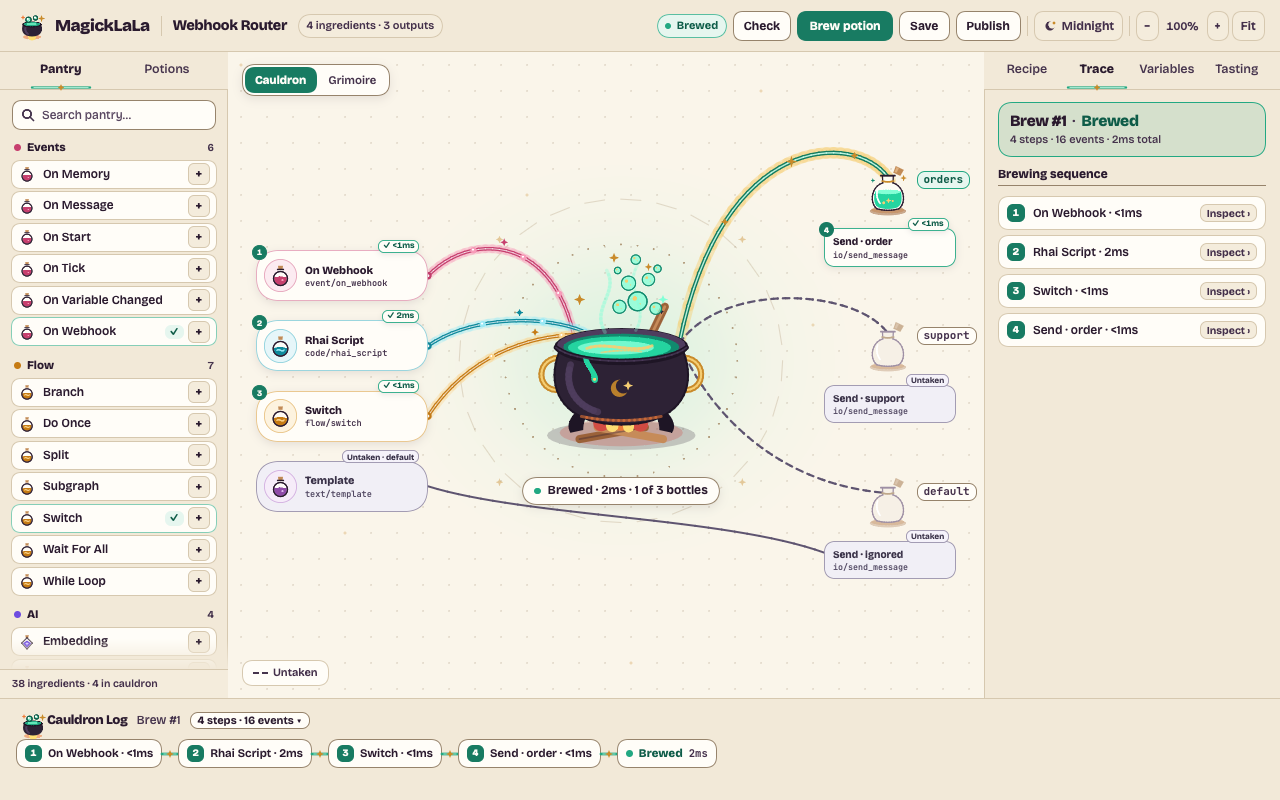 MagickLaLa
Webhook Router
4 ingredients · 3 outputs
Brewed
Check
Brew potion
Save
Publish
Midnight
−
100%
+
Fit
Pantry
Potions
Search pantry…
Events 6
On Memory +
On Message +
On Start +
On Tick +
On Variable Changed +
On Webhook +
Flow 7
Branch +
Do Once +
Split +
Subgraph +
Switch +
Wait For All +
While Loop +
AI 4
Embedding +
38 ingredients · 4 in cauldron
Cauldron
Grimoire
1
✓ <1ms
On Webhook
event/on_webhook
2
✓ 2ms
Rhai Script
code/rhai_script
3
✓ <1ms
Switch
flow/switch
Untaken · default
Template
text/template
Brewed · 2ms · 1 of 3 bottles
orders
4
✓ <1ms
Send · order
io/send_message
support
Untaken
Send · support
io/send_message
default
Untaken
Send · ignored
io/send_message
Untaken
Recipe
Trace
Variables
Tasting
Brew #1 · Brewed
4 steps · 16 events · 2ms total
Brewing sequence
1 On Webhook · <1ms Inspect ›
2 Rhai Script · 2ms Inspect ›
3 Switch · <1ms Inspect ›
4 Send · order · <1ms Inspect ›
Cauldron Log
Brew #1
4 steps · 16 events ▾
1 On Webhook · <1ms
2 Rhai Script · 2ms
3 Switch · <1ms
4 Send · order · <1ms
Brewed 2ms